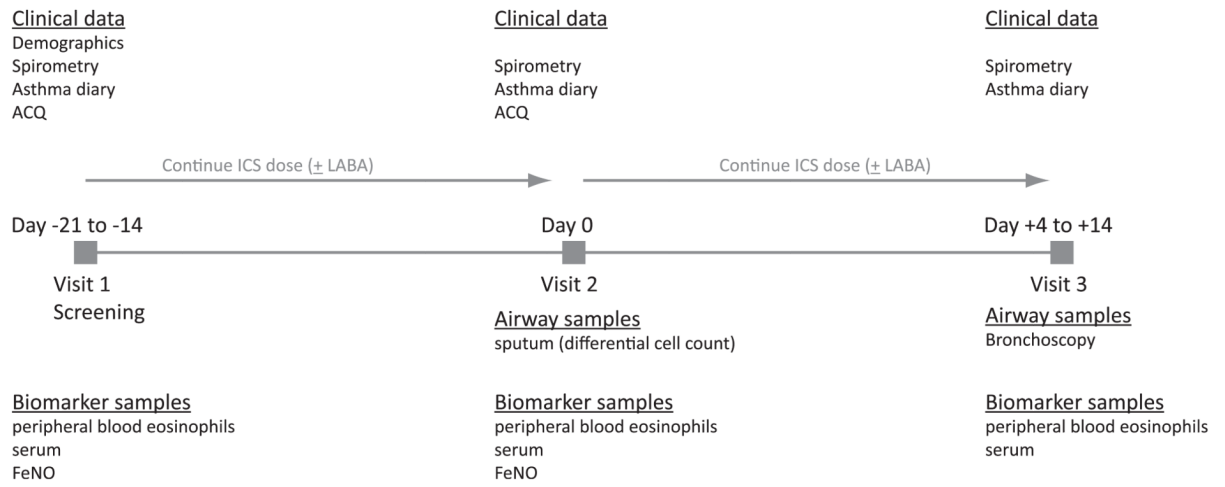 Clinical data
Demographics
Spirometry
Asthma diary
ACQ
Clinical data
Spirometry
Asthma diary
ACQ
Clinical data
Spirometry
Asthma diary
Continue ICS dose (± LABA)
Continue ICS dose (± LABA)
Day -21 to -14
Day 0
Day +4 to +14
Visit 1
Screening
Visit 2
Visit 3
Airway samples
sputum (differential cell count)
Airway samples
Bronchoscopy
Biomarker samples
peripheral blood eosinophils
serum
FeNO
Biomarker samples
peripheral blood eosinophils
serum
FeNO
Biomarker samples
peripheral blood eosinophils
serum